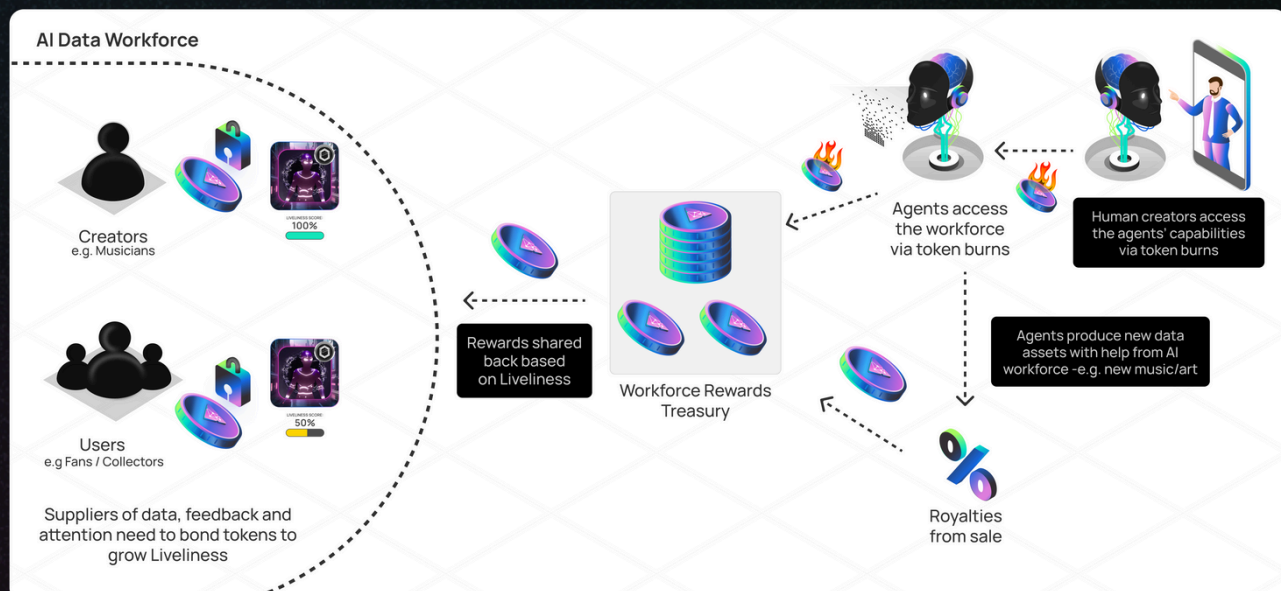 AI Data Workforce
Creators
e.g. Musicians
LIVELINESS SCORE
100%
Users
e.g Fans / Collectors
LIVELINESS SCORE
50%
Suppliers of data, feedback and
attention need to bond tokens to
grow Liveliness
Rewards shared
back based
on Liveliness
Workforce Rewards
Treasury
Agents access
the workforce
via token burns
Human creators access
the agents' capabilities
via token burns
Agents produce new data
assets with help from AI
workforce -e.g. new music/art
Royalties
from sale